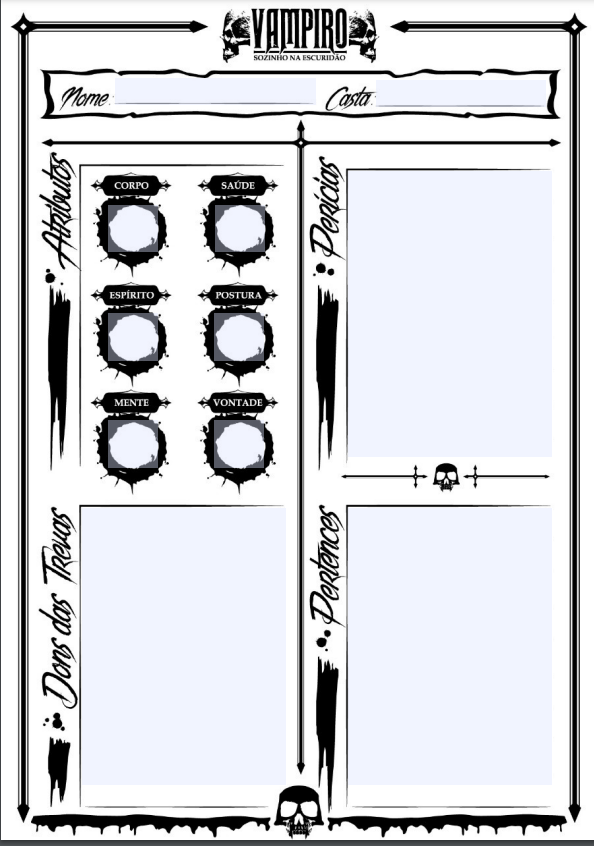 VAMPIRO
SOZINHO NA ESCURIDÃO
Nome: Casta:
Atributos
CORPO SAÚDE
ESPÍRITO POSTURA
MENTE VONTADE
Perícias
Dons das Trevas
Pertences